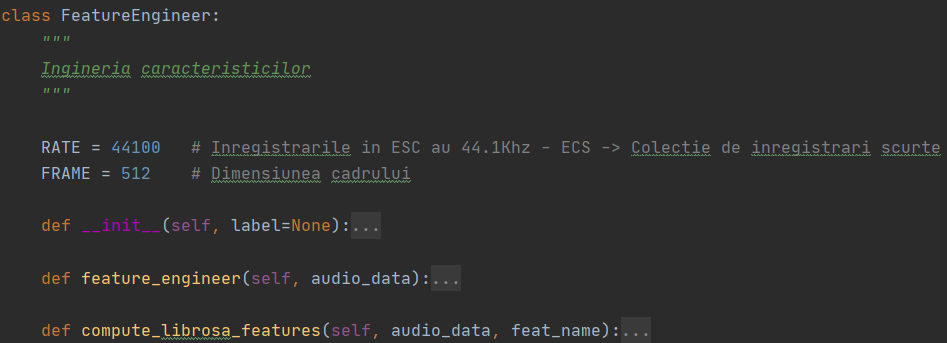 class FeatureEngineer:
"""
Ingineria caracteristicilor
"""
RATE = 44100 # Inregistrarile in ESC au 44.1Khz - ECS -> Colectie de inregistrari scurte
FRAME = 512 # Dimensiunea cadrului
def __init__(self, label=None):...
def feature_engineer(self, audio_data):...
def compute_librosa_features(self, audio_data, feat_name):...